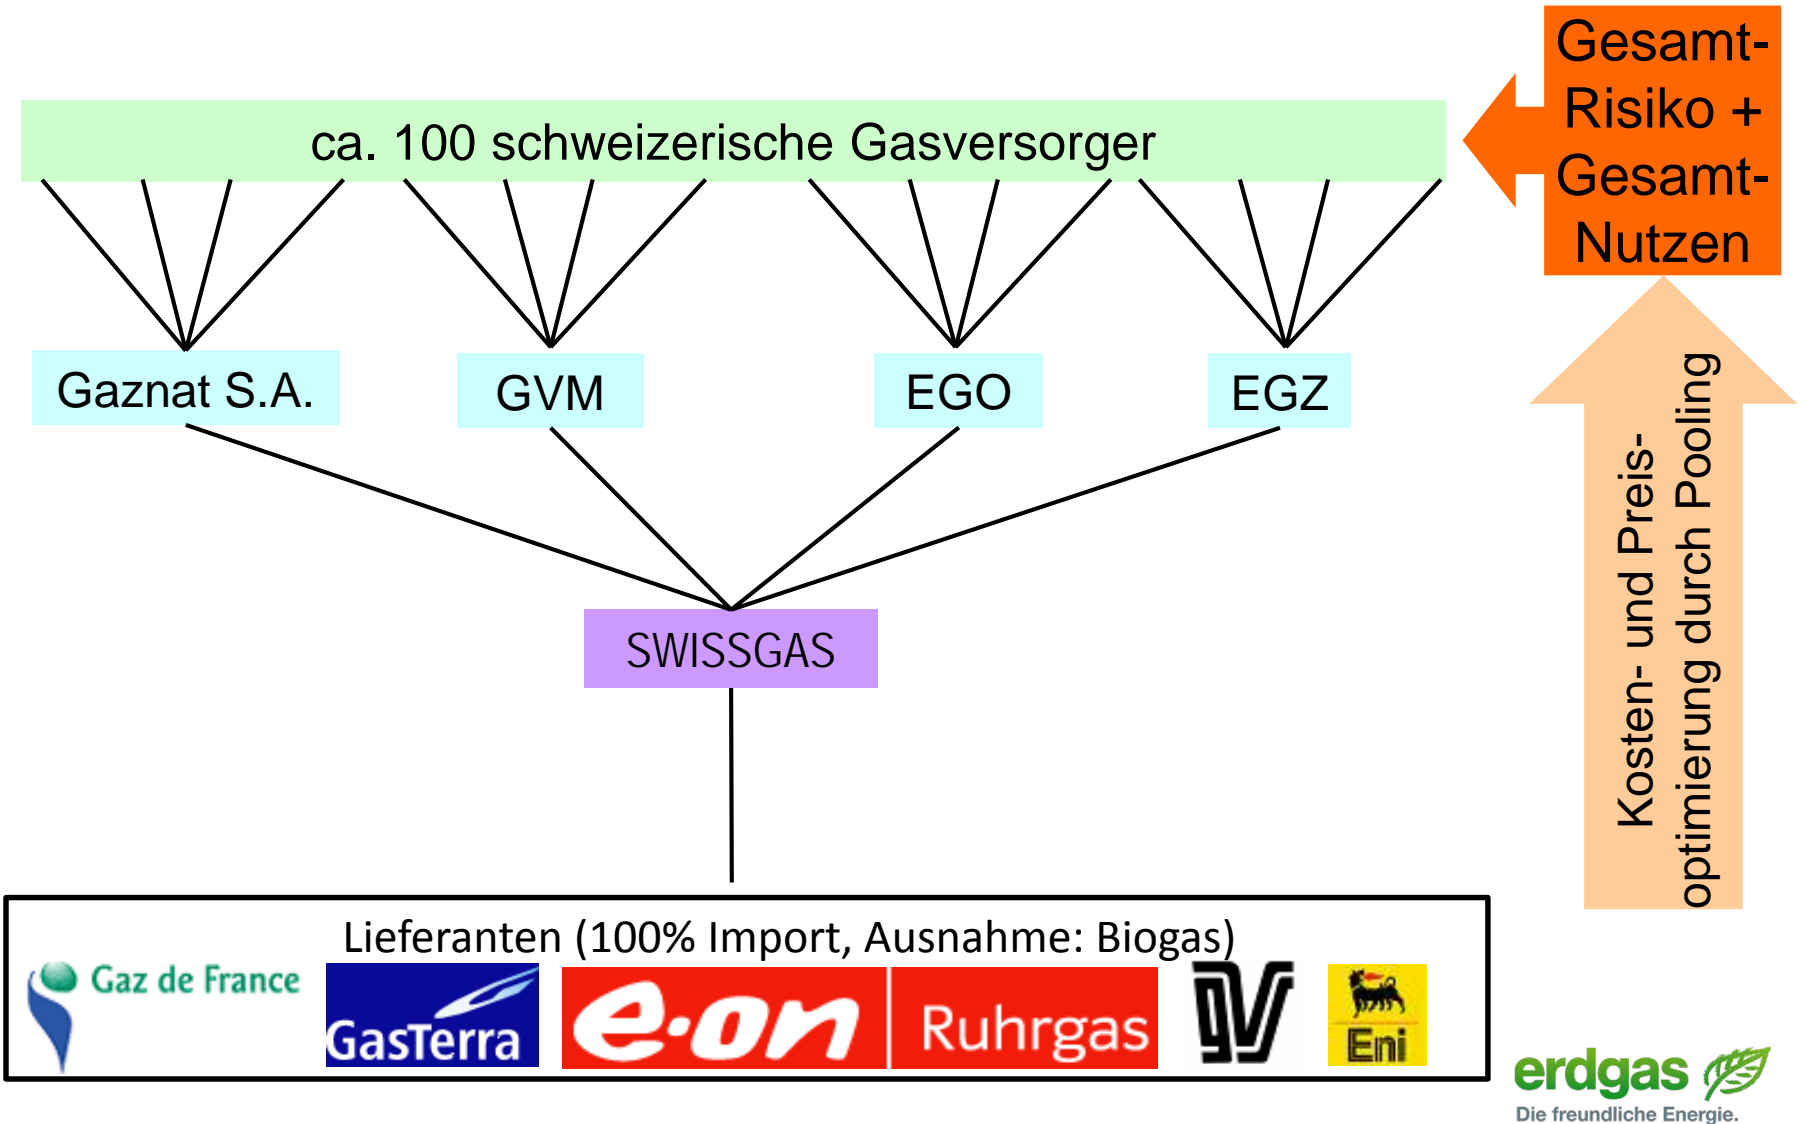 Gesamt-
Risiko +
Gesamt-
Nutzen
ca. 100 schweizerische Gasversorger
Gaznat S.A.
GVM
EGO
EGZ
Kosten- und Preis-
optimierung durch Pooling
SWISSGAS
Lieferanten (100% Import, Ausnahme: Biogas)
Gaz de France
GasTerra
e·on Ruhrgas
gvs
Eni
erdgas
Die freundliche Energie.